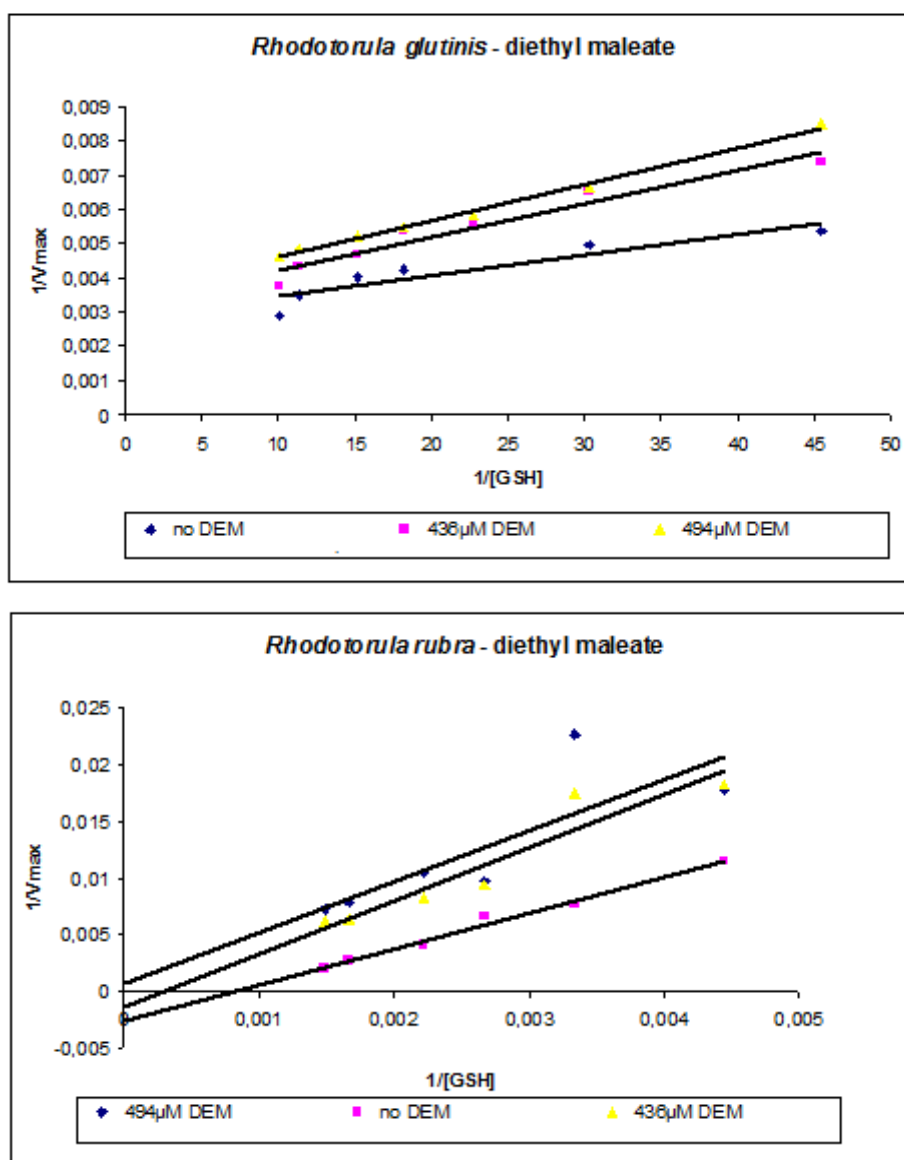 Rhodotorula glutinis - diethyl maleate
0,009
0,008
0,007
0,006
0,005
0,004
0,003
0,002
0,001
0
1/Vmax
0 5 10 15 20 25 30 35 40 45 50
1/[GSH]
no DEM 436µM DEM 494µM DEM
Rhodotorula rubra - diethyl maleate
0,025
0,02
0,015
0,01
0,005
0
-0,005
1/Vmax
0 0,001 0,002 0,003 0,004 0,005
1/[GSH]
494µM DEM no DEM 436µM DEM